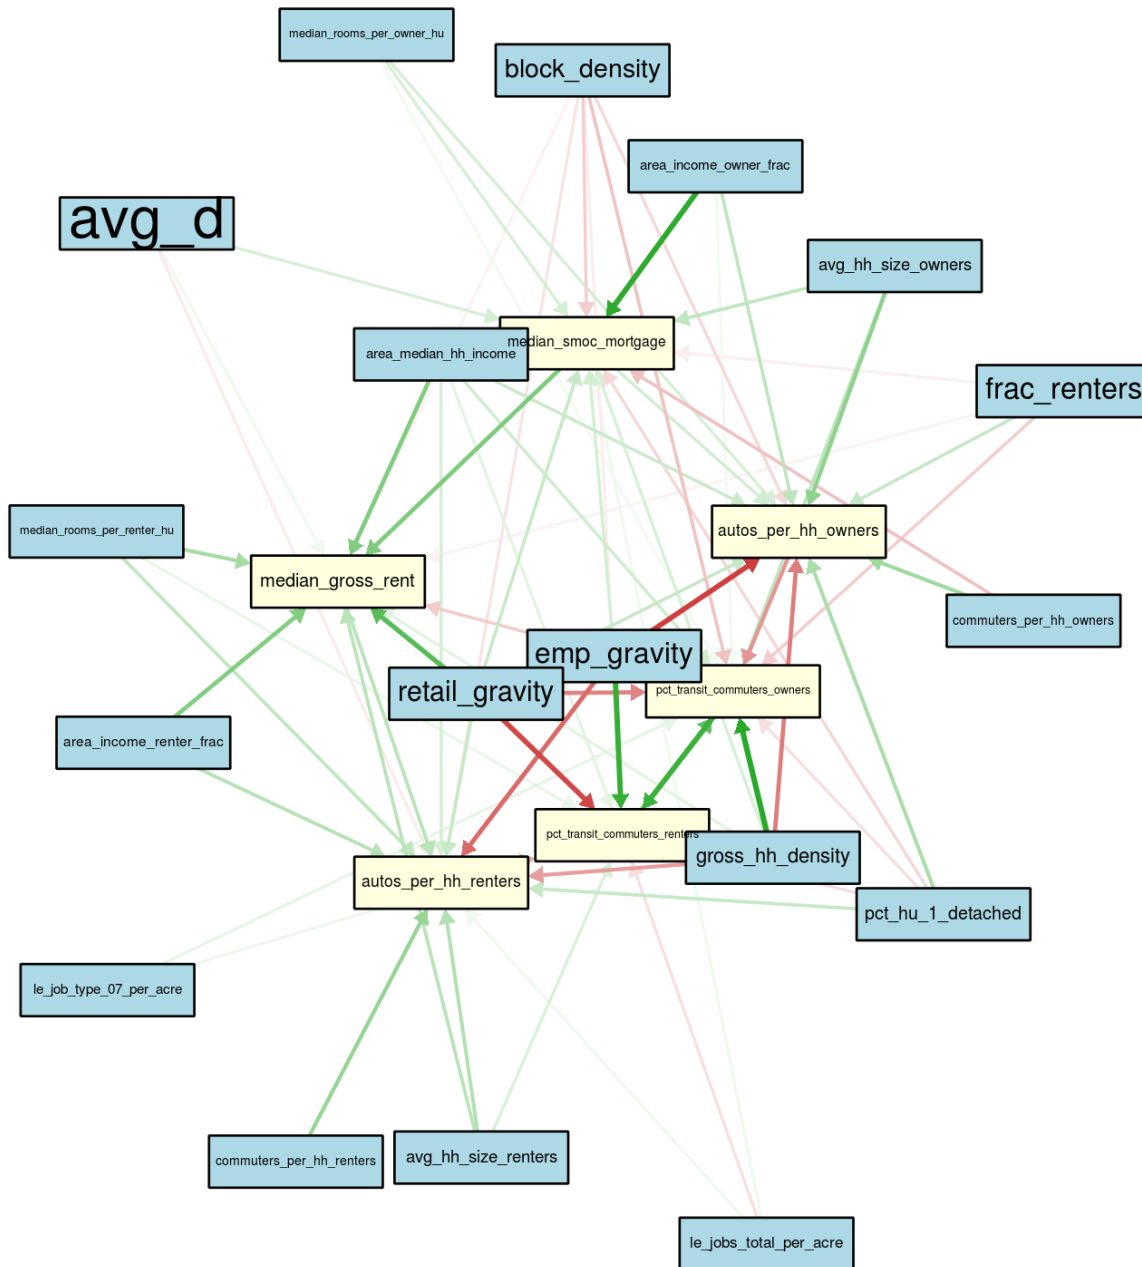 median_rooms_per_owner_hu
block_density
area_income_owner_frac
avg_d
avg_hh_size_owners
median_smoc_mortgage
area_median_hh_income
frac_renters
median_rooms_per_renter_hu
autos_per_hh_owners
median_gross_rent
commuters_per_hh_owners
emp_gravity
retail_gravity
pct_transit_commuters_owners
area_income_renter_frac
pct_transit_commuters_renters
gross_hh_density
autos_per_hh_renters
pct_hu_1_detached
le_job_type_07_per_acre
commuters_per_hh_renters
avg_hh_size_renters
le_jobs_total_per_acre